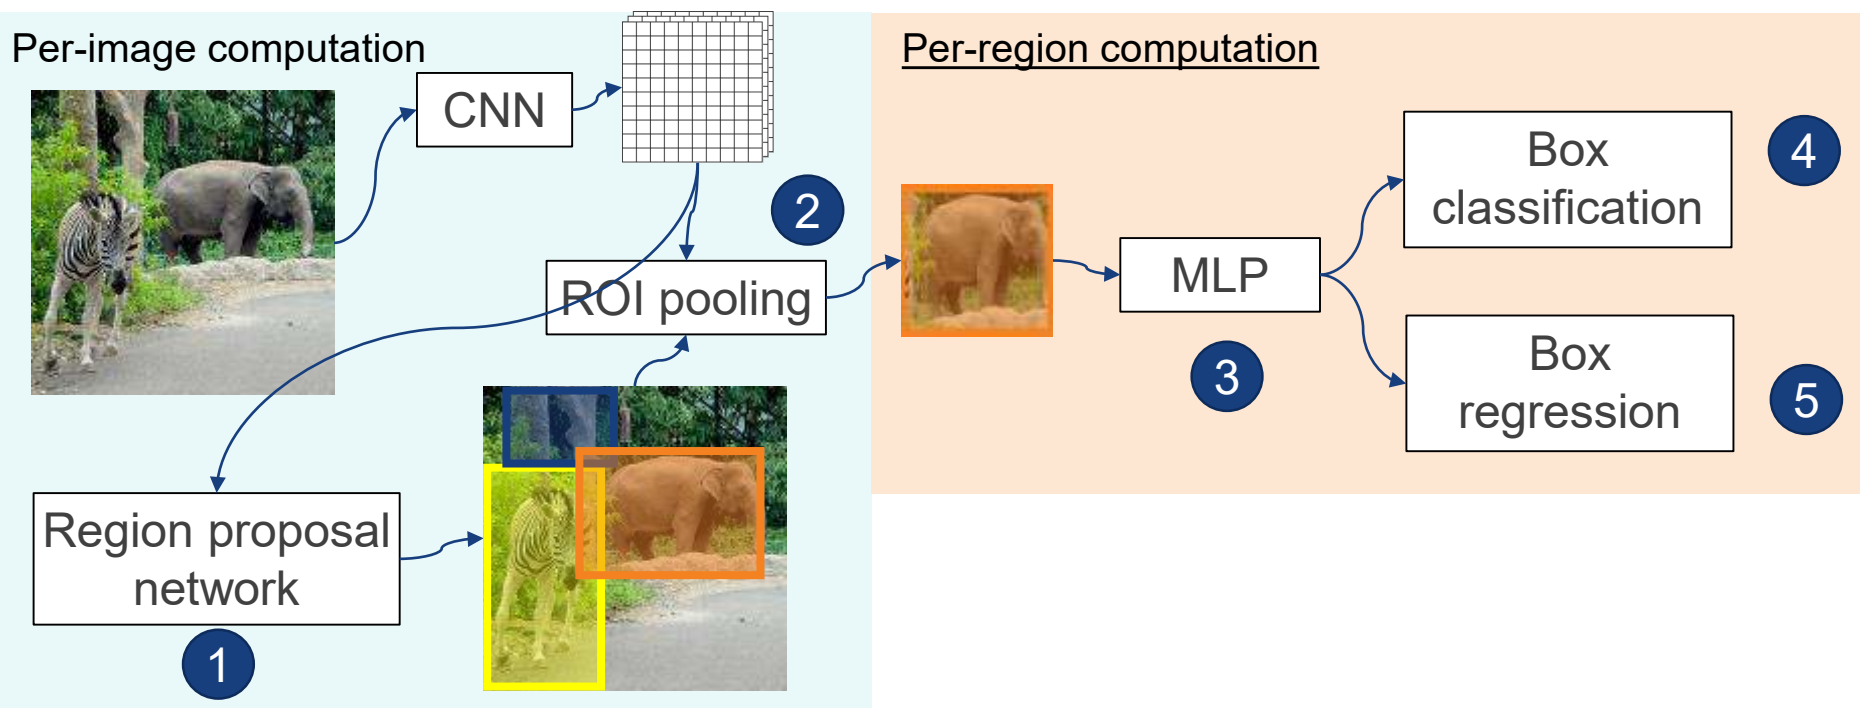 Per-image computation
CNN
2
ROI pooling
Region proposal
network
1
Per-region computation
MLP
3
Box
classification
4
Box
regression
5